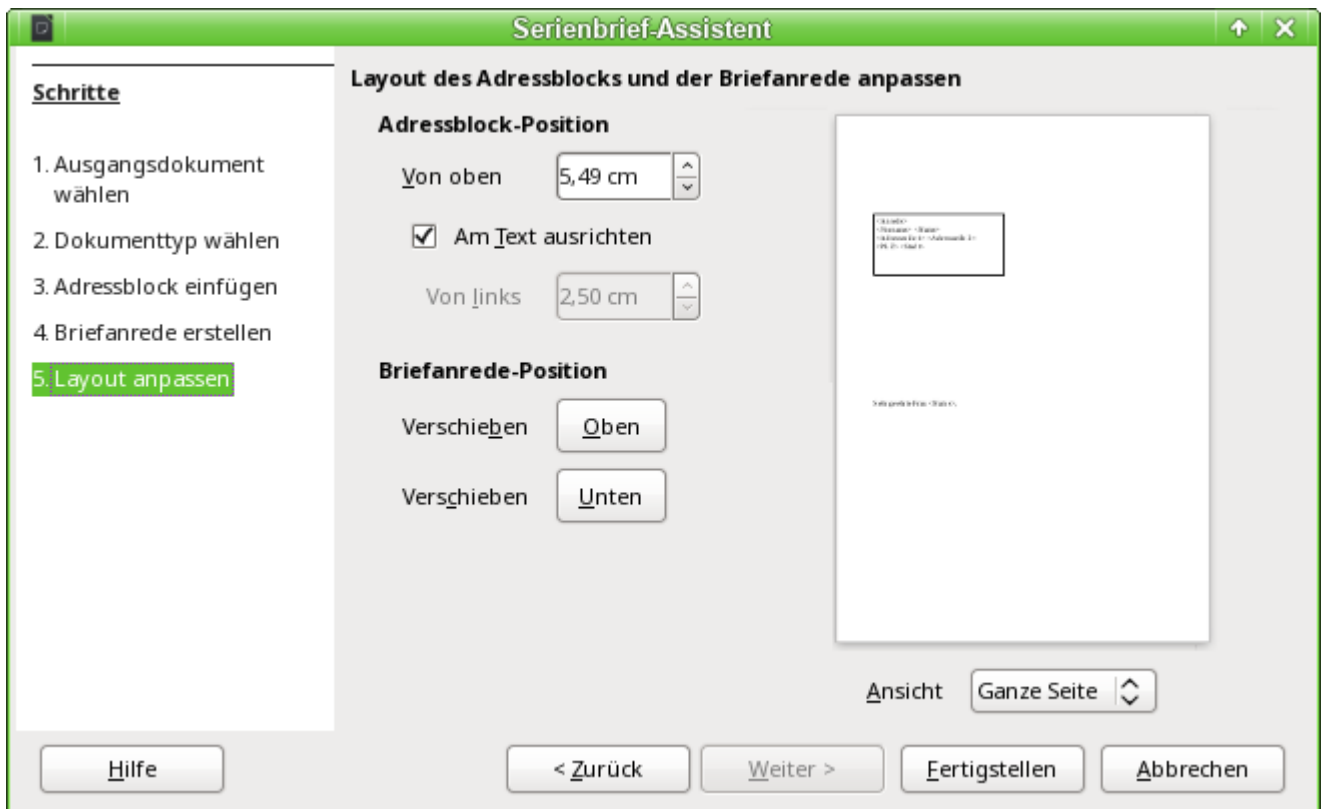 Serienbrief-Assistent
Schritte
1. Ausgangsdokument
wählen
2. Dokumenttyp wählen
3. Adressblock einfügen
4. Briefanrede erstellen
5. Layout anpassen
Layout des Adressblocks und der Briefanrede anpassen
Adressblock-Position
Von oben 5,49 cm
Am Text ausrichten
Von links 2,50 cm
Briefanrede-Position
Verschieben Oben
Verschieben Unten
Ansicht Ganze Seite
Hilfe < Zurück Weiter > Fertigstellen Abbrechen